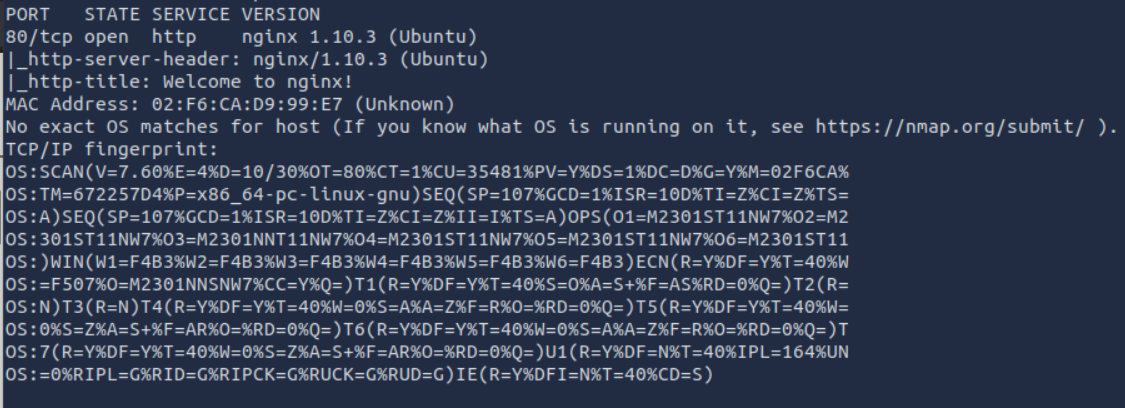 PORT   STATE SERVICE VERSION
80/tcp open  http    nginx 1.10.3 (Ubuntu)
|_http-server-header: nginx/1.10.3 (Ubuntu)
|_http-title: Welcome to nginx!
MAC Address: 02:F6:CA:D9:99:E7 (Unknown)
No exact OS matches for host (If you know what OS is running on it, see https://nmap.org/submit/ ).
TCP/IP fingerprint:
OS:SCAN(V=7.60%E=4%D=10/30%OT=80%CT=1%CU=35481%PV=Y%DS=1%DC=D%G=Y%M=02F6CA%
OS:TM=672257D4%P=x86_64-pc-linux-gnu)SEQ(SP=107%GCD=1%ISR=10D%TI=Z%CI=Z%TS=
OS:A)SEQ(SP=107%GCD=1%ISR=10D%TI=Z%CI=Z%II=I%TS=A)OPS(O1=M2301ST11NW7%O2=M2
OS:301ST11NW7%O3=M2301NNT11NW7%O4=M2301ST11NW7%O5=M2301ST11NW7%O6=M2301ST11
OS:)WIN(W1=F4B3%W2=F4B3%W3=F4B3%W4=F4B3%W5=F4B3%W6=F4B3)ECN(R=Y%DF=Y%T=40%W
OS:=F507%O=M2301NNSNW7%CC=Y%Q=)T1(R=Y%DF=Y%T=40%S=O%A=S+%F=AS%RD=0%Q=)T2(R=
OS:N)T3(R=N)T4(R=Y%DF=Y%T=40%W=0%S=A%A=Z%F=R%O=%RD=0%Q=)T5(R=Y%DF=Y%T=40%W=
OS:0%S=Z%A=S+%F=AR%O=%RD=0%Q=)T6(R=Y%DF=Y%T=40%W=0%S=A%A=Z%F=R%O=%RD=0%Q=)T
OS:7(R=Y%DF=Y%T=40%W=0%S=Z%A=S+%F=AR%O=%RD=0%Q=)U1(R=Y%DF=N%T=40%IPL=164%UN
OS:=0%RIPL=G%RID=G%RIPCK=G%RUCK=G%RUD=G)IE(R=Y%DFI=N%T=40%CD=S)